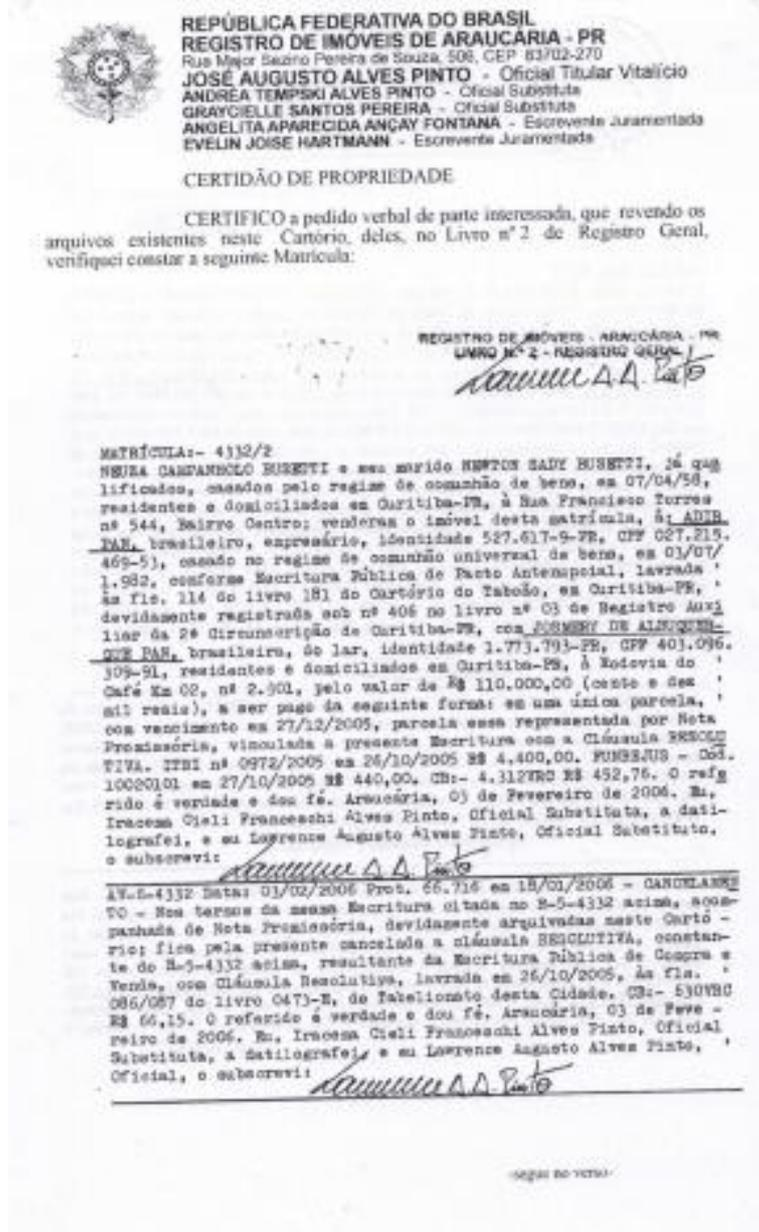 REPÚBLICA FEDERATIVA DO BRASIL
REGISTRO DE IMÓVEIS DE ARAUCÁRIA - PR
Rua Major Sezino Pereira de Souza, 506, CEP 83702-270
JOSÉ AUGUSTO ALVES PINTO - Oficial Titular Vitalício
ANDRÉA TEMPSKI ALVES PINTO - Oficial Substituta
GRAYCIELLE SANTOS PEREIRA - Oficial Substituta
ANGELITA APARECIDA ANÇAY FONTANA - Escrevente Juramentada
EVELIN JOISE HARTMANN - Escrevente Juramentada
CERTIDÃO DE PROPRIEDADE
CERTIFICO a pedido verbal de parte interessada, que revendo os
arquivos existentes neste Cartório, deles, no Livro nº 2 de Registro Geral,
verifiquei constar a seguinte Matrícula:
REGISTRO DE IMÓVEIS - ARAUCÁRIA - PR
LIVRO N.º 2 - REGISTRO GERAL
MATRÍCULA:- 4332/2
NEUZA CAMPANHOLO BUSETTI e seu marido NEWTON SADY BUSETTI, já qua
lificados, casados pelo regime de comunhão de bens, em 07/04/58,
residentes e domiciliados em Curitiba-PR, à Rua Francisco Torres
nº 544, Bairro Centro; venderam o imóvel desta matrícula, à: ADIR
PAN, brasileiro, empresário, identidade 527.617-9-PR, CPF 027.215.
469-53, casado no regime de comunhão universal de bens, em 03/07/
1.982, conforme Escritura Pública de Pacto Antenupcial, lavrada '
às fls. 114 do livro 181 do Cartório do Taboão, em Curitiba-PR, '
devidamente registrada sob nº 406 no livro nº 03 de Registro Auxi
liar da 2ª Circunscrição de Curitiba-PR, com JOSMERY DE ALBUQUER-
QUE PAN, brasileira, do lar, identidade 1.773.793-PR, CPF 403.096.
309-91, residentes e domiciliados em Curitiba-PR, à Rodovia do '
Café Km 02, nº 2.901, pelo valor de R$ 110.000,00 (cento e dez '
mil reais), a ser pago da seguinte forma: em uma única parcela, '
com vencimento em 27/12/2005, parcela essa representada por Nota
Promissória, vinculada a presente Escritura com a Cláusula RESOLU
TIVA. ITBI nº 0972/2005 em 26/10/2005 R$ 4.400,00. FUNREJUS - Cód.
10020101 em 27/10/2005 R$ 440,00. CB:- 4.312VRC R$ 452,76. O refe
rido é verdade e dou fé. Araucária, 03 de Fevereiro de 2006. Eu,
Iracema Cieli Franceschi Alves Pinto, Oficial Substituta, a dati-
lografei, e eu Lawrence Augusto Alves Pinto, Oficial Substituto,
o subscrevi:
AV-5-4332 Data: 03/02/2006 Prot. 66.716 em 18/01/2006 - CANCELAMEN
TO - Nos termos da mesma Escritura citada no R-5-4332 acima, acom-
panhada de Nota Promissória, devidamente arquivadas neste Cartó -
rio; fica pela presente cancelada a cláusula RESOLUTIVA, constan-
te do R-5-4332 acima, resultante da Escritura Pública de Compra e
Venda, com Cláusula Resolutiva, lavrada em 26/10/2005, às fls. '
086/087 do livro 0473-E, do Tabelionato desta Cidade. CB:- 630VRC
R$ 66,15. O referido é verdade e dou fé. Araucária, 03 de Feve -
reiro de 2006. Eu, Iracema Cieli Franceschi Alves Pinto, Oficial
Substituta, a datilografei, e eu Lawrence Augusto Alves Pinto, '
Oficial, o subscrevi:
-segue no verso-